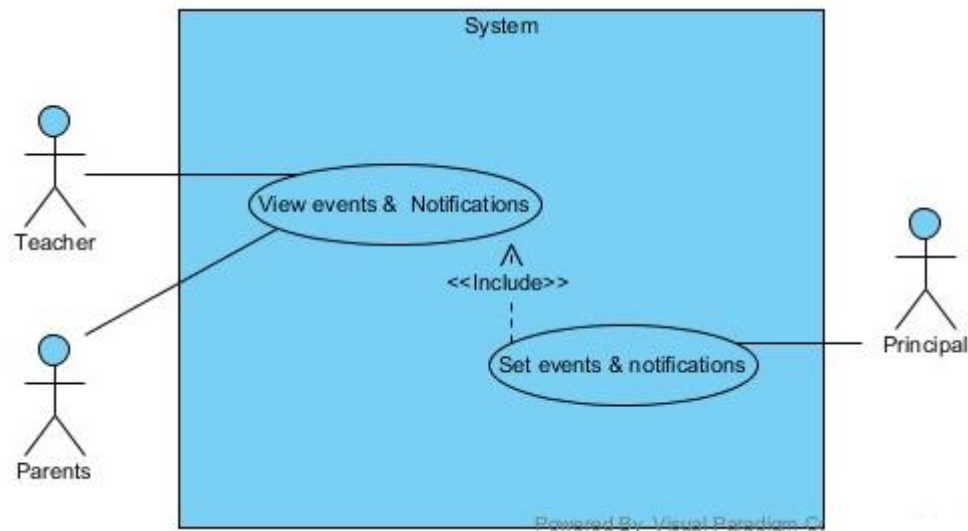 System
View events & Notifications
Teacher
<<Include>>
Principal
Set events & notifications
Parents
Powered By Visual Paradigm